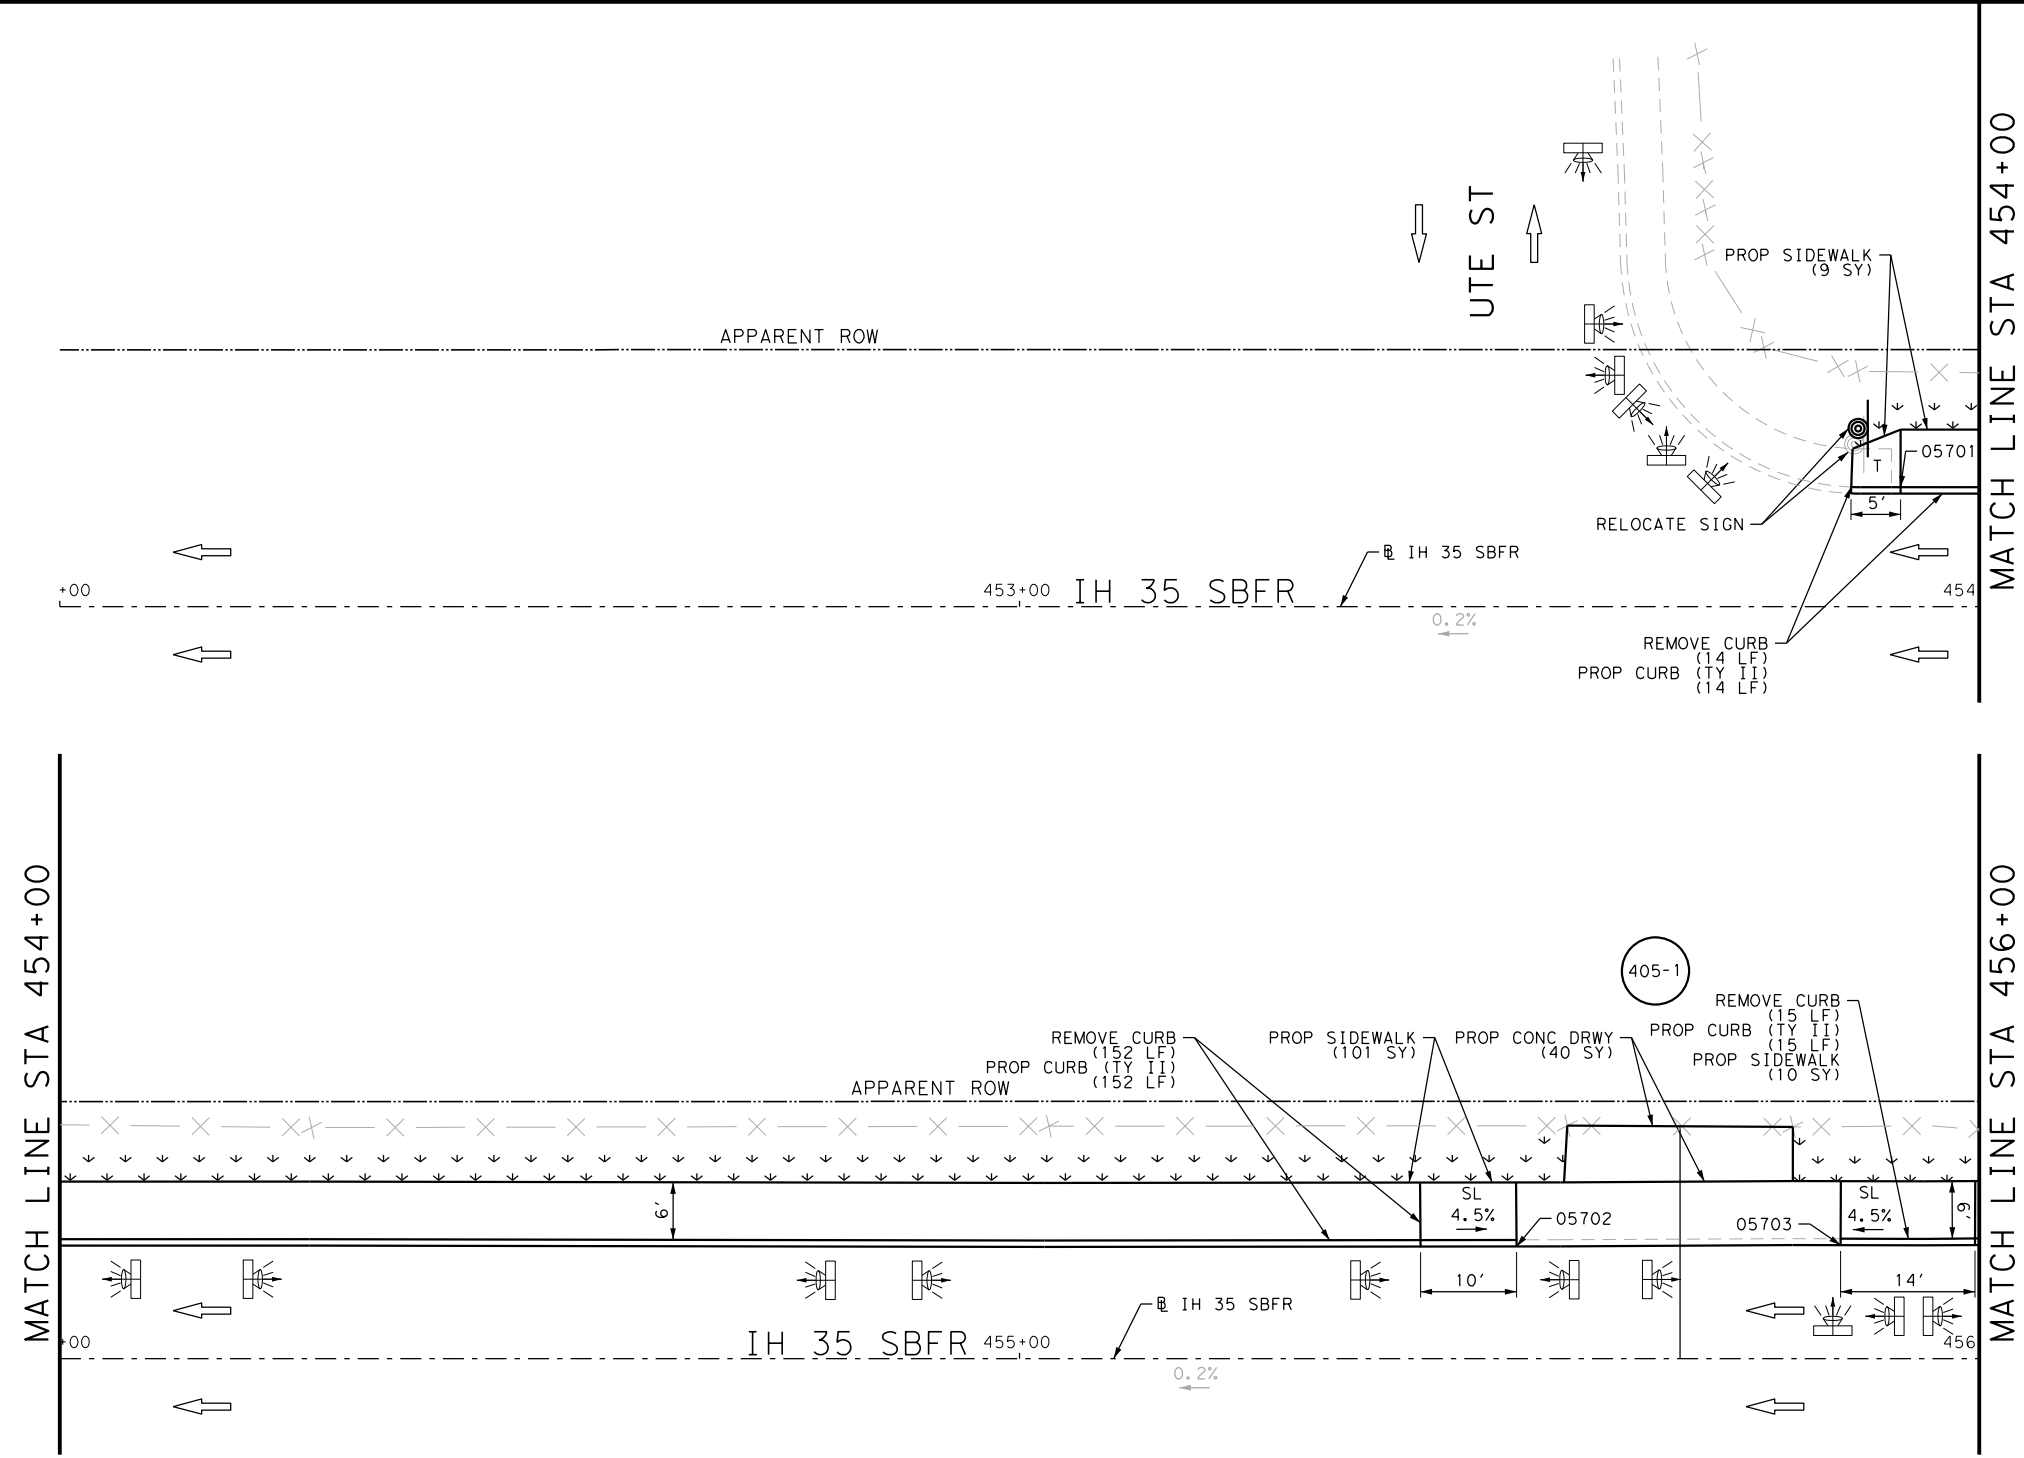 UTE ST
MATCH LINE STA 454+00
PROP SIDEWALK
(9 SY)
APPARENT ROW
05701
T
5'
RELOCATE SIGN
℄ IH 35 SBFR
+00
453+00
IH 35 SBFR
454
0.2%
REMOVE CURB
(14 LF)
PROP CURB (TY II)
(14 LF)
MATCH LINE STA 454+00
MATCH LINE STA 456+00
405-1
REMOVE CURB
(15 LF)
PROP CURB (TY II)
(15 LF)
PROP SIDEWALK
(10 SY)
REMOVE CURB
(152 LF)
PROP CURB (TY II)
(152 LF)
PROP SIDEWALK
(101 SY)
PROP CONC DRWY
(40 SY)
APPARENT ROW
6'
SL
4.5%
05702
05703
SL
4.5%
6'
10'
14'
℄ IH 35 SBFR
+00
IH 35 SBFR
455+00
456
0.2%